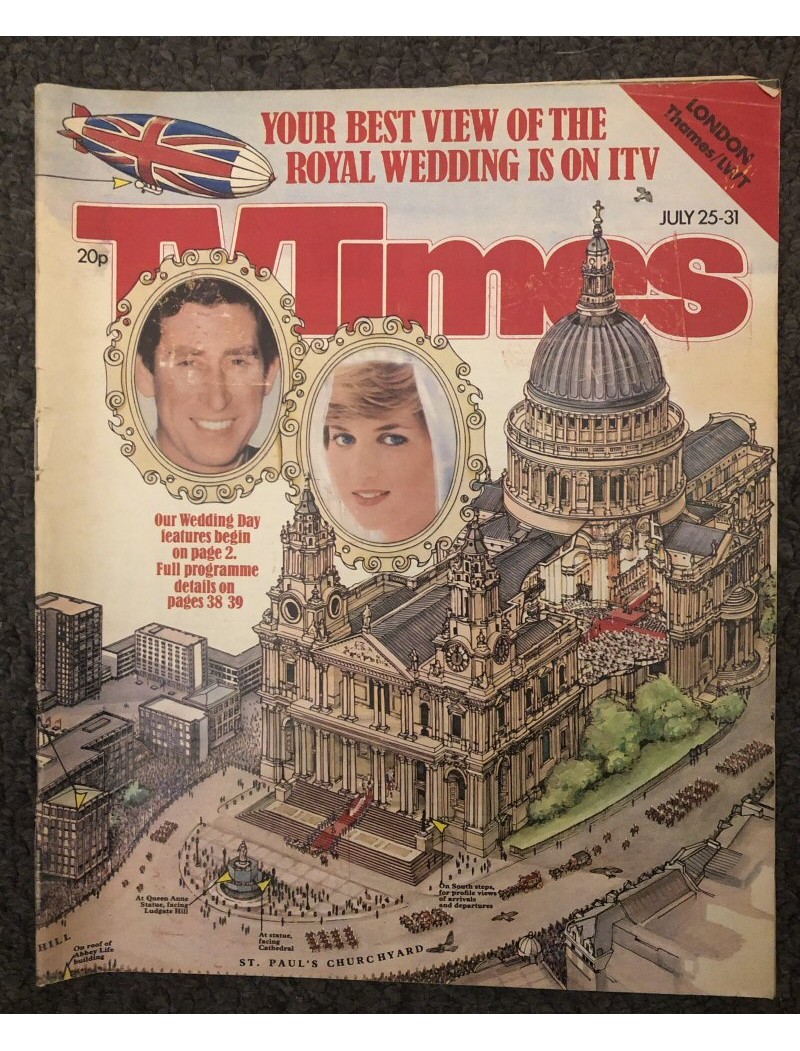 YOUR BEST VIEW OF THE
ROYAL WEDDING IS ON ITV
LONDON
Thames/LWT
JULY 25-31
20p
TVTimes
Our Wedding Day
features begin
on page 2.
Full programme
details on
pages 38 39
At Queen Anne
Statue, facing
Ludgate Hill
At statue,
facing
Cathedral
On South steps,
for profile views
of arrivals
and departures
HILL
On roof of
Abbey Life
building
ST. PAUL'S CHURCHYARD